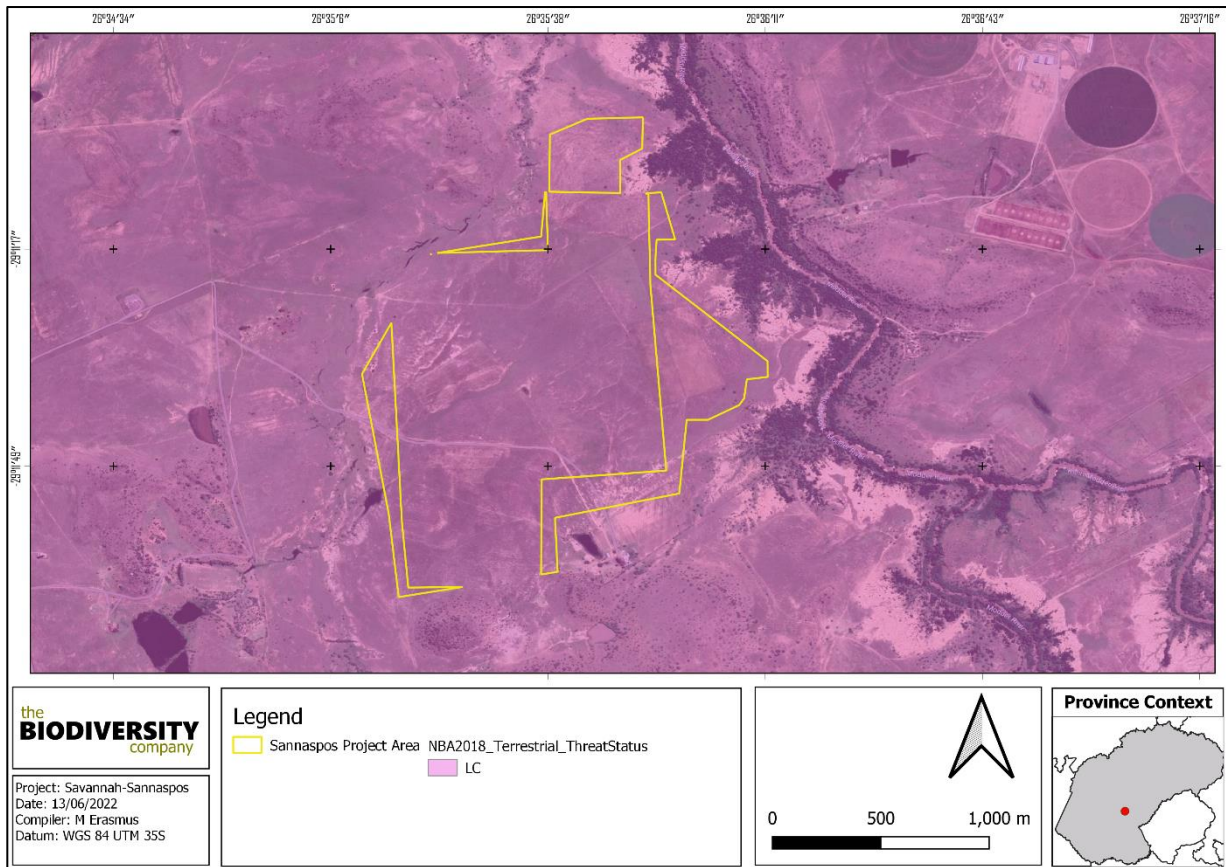 26°34'34" 26°35'6" 26°35'38" 26°36'11" 26°36'43" 26°37'16"
-29°11'17"
-29°11'49"
Modder River
the
BIODIVERSITY
company
Project: Savannah-Sannaspos
Date: 13/06/2022
Compiler: M Erasmus
Datum: WGS 84 UTM 35S
Legend
Sannaspos Project Area NBA2018_Terrestrial_ThreatStatus
LC
0 500 1,000 m
Province Context